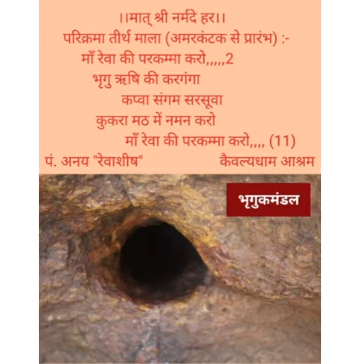 ।।मात् श्री नर्मदे हर।।
परिक्रमा तीर्थ माला (अमरकंटक से प्रारंभ) :-
माँ रेवा की परकम्मा करो,,,,,2
भृगु ऋषि की करगंगा
कप्वा संगम सरसूवा
कुकरा मठ में नमन करो
माँ रेवा की परकम्मा करो,,,, (11)
पं. अनय "रेवाशीष" कैवल्यधाम आश्रम
भृगुकमंडल